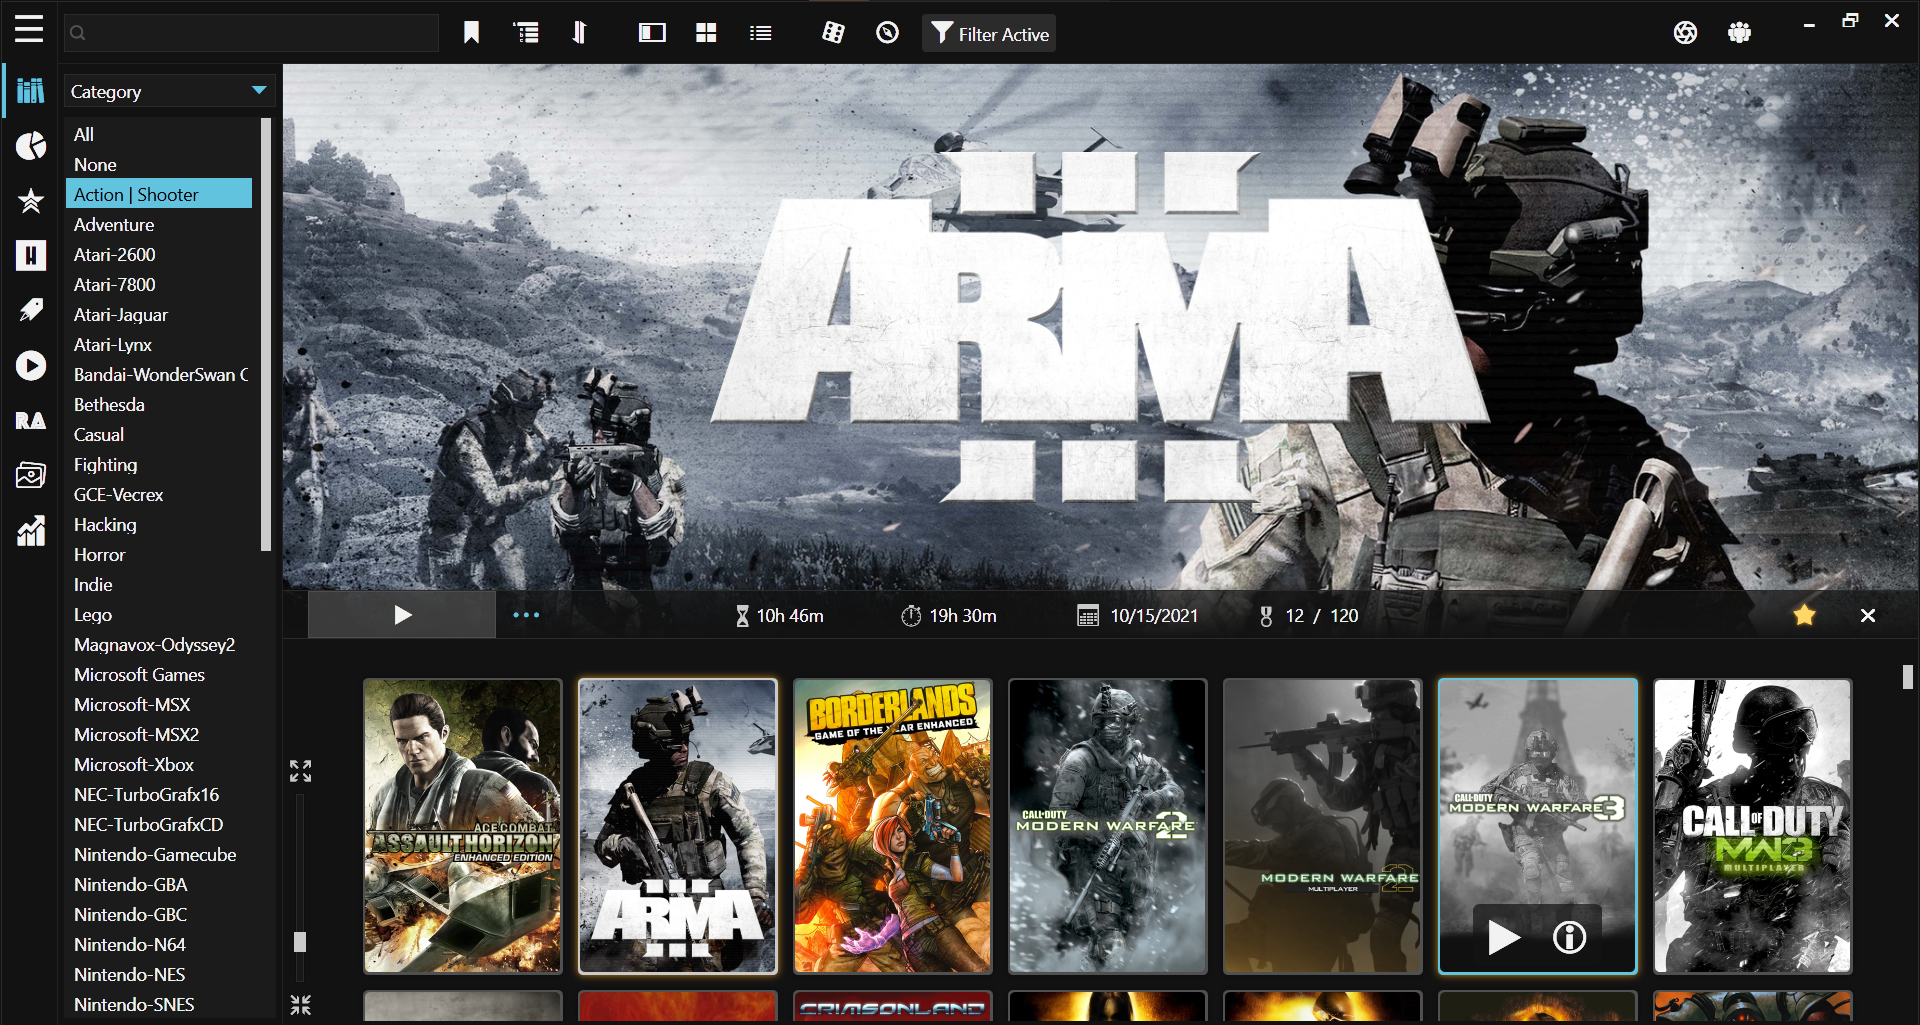 Filter Active
Category
All
None
Action | Shooter
Adventure
Atari-2600
Atari-7800
Atari-Jaguar
Atari-Lynx
Bandai-WonderSwan C
Bethesda
Casual
Fighting
GCE-Vecrex
Hacking
Horror
Indie
Lego
Magnavox-Odyssey2
Microsoft Games
Microsoft-MSX
Microsoft-MSX2
Microsoft-Xbox
NEC-TurboGrafx16
NEC-TurboGrafxCD
Nintendo-Gamecube
Nintendo-GBA
Nintendo-GBC
Nintendo-N64
Nintendo-NES
Nintendo-SNES
H
RA
III
ARMA
III
10h 46m
19h 30m
10/15/2021
12 / 120
ACE COMBAT
ASSAULT HORIZON
ENHANCED EDITION
III
ARMA
III
BORDERLANDS
GAME OF THE YEAR ENHANCED
CALL OF DUTY
MODERN WARFARE 2
MODERN WARFARE 2
MULTIPLAYER
CALL OF DUTY
MODERN WARFARE 3
CALL OF DUTY
MW3
MULTIPLAYER
CRIMSONLAND